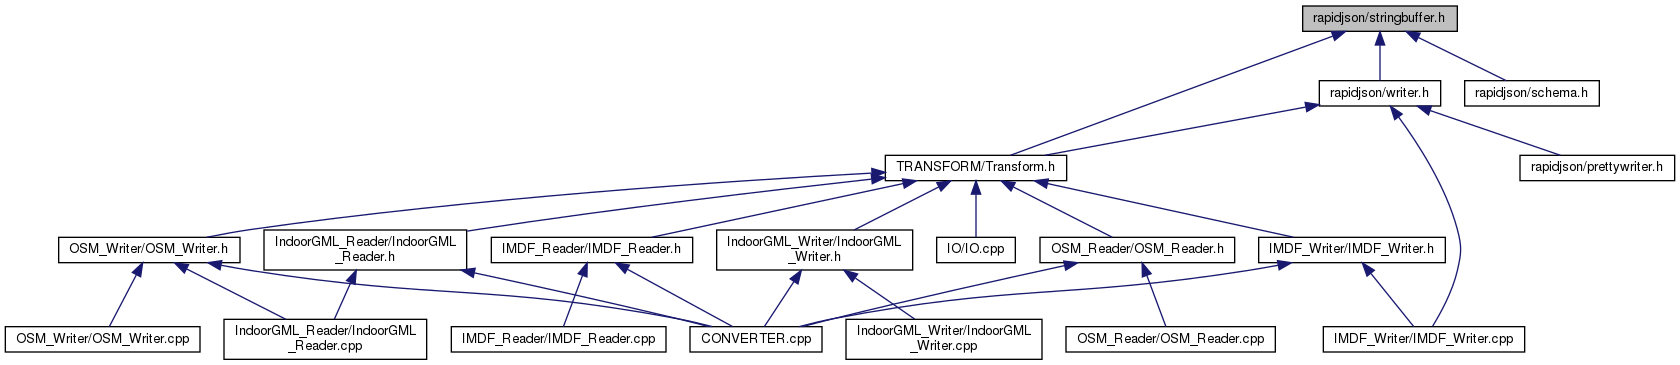 rapidjson/stringbuffer.h
rapidjson/writer.h
rapidjson/schema.h
TRANSFORM/Transform.h
rapidjson/prettywriter.h
OSM_Writer/OSM_Writer.h
IndoorGML_Reader/IndoorGML
_Reader.h
IMDF_Reader/IMDF_Reader.h
IndoorGML_Writer/IndoorGML
_Writer.h
IO/IO.cpp
OSM_Reader/OSM_Reader.h
IMDF_Writer/IMDF_Writer.h
OSM_Writer/OSM_Writer.cpp
IndoorGML_Reader/IndoorGML
_Reader.cpp
IMDF_Reader/IMDF_Reader.cpp
CONVERTER.cpp
IndoorGML_Writer/IndoorGML
_Writer.cpp
OSM_Reader/OSM_Reader.cpp
IMDF_Writer/IMDF_Writer.cpp